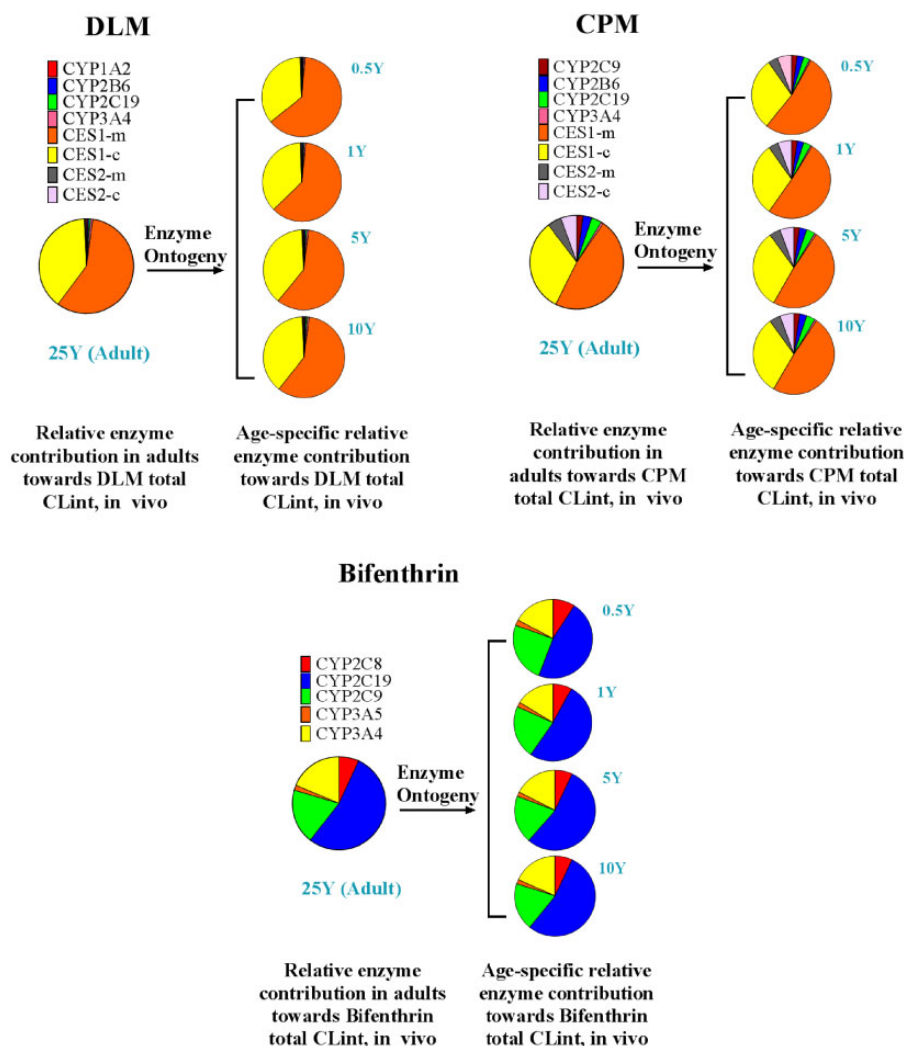 DLM
CYP1A2
CYP2B6
CYP2C19
CYP3A4
CES1-m
CES1-c
CES2-m
CES2-c
Enzyme
Ontogeny
25Y (Adult)
0.5Y
1Y
5Y
10Y
Relative enzyme
contribution in adults
towards DLM total
CLint, in vivo
Age-specific relative
enzyme contribution
towards DLM total
CLint, in vivo
CPM
CYP2C9
CYP2B6
CYP2C19
CYP3A4
CES1-m
CES1-c
CES2-m
CES2-c
Enzyme
Ontogeny
25Y (Adult)
0.5Y
1Y
5Y
10Y
Relative enzyme
contribution in
adults towards CPM
total CLint, in vivo
Age-specific relative
enzyme contribution
towards CPM total
CLint, in vivo
Bifenthrin
CYP2C8
CYP2C19
CYP2C9
CYP3A5
CYP3A4
Enzyme
Ontogeny
25Y (Adult)
0.5Y
1Y
5Y
10Y
Relative enzyme
contribution in adults
towards Bifenthrin
total CLint, in vivo
Age-specific relative
enzyme contribution
towards Bifenthrin
total CLint, in vivo